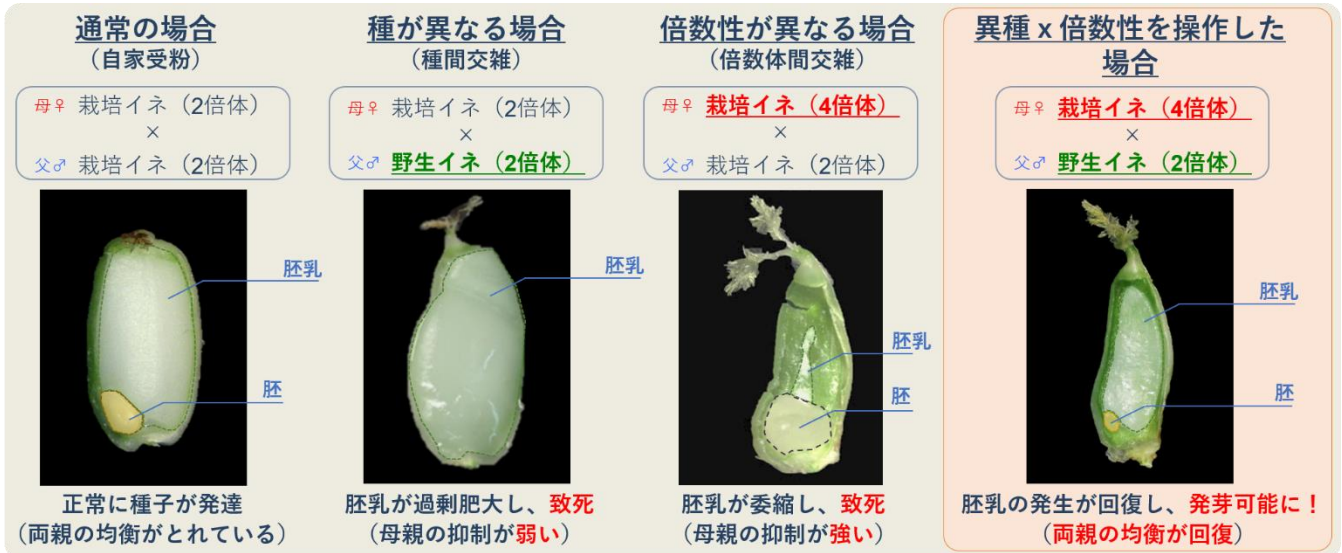 通常の場合
（自家受粉）
母♀ 栽培イネ（2倍体）
×
父♂ 栽培イネ（2倍体）
胚乳
胚
正常に種子が発達
（両親の均衡がとれている）
種が異なる場合
（種間交雑）
母♀ 栽培イネ（2倍体）
×
父♂ 野生イネ（2倍体）
胚乳
胚乳が過剰肥大し、致死
（母親の抑制が弱い）
倍数性が異なる場合
（倍数体間交雑）
母♀ 栽培イネ（4倍体）
×
父♂ 栽培イネ（2倍体）
胚乳
胚
胚乳が委縮し、致死
（母親の抑制が強い）
異種 x 倍数性を操作した
場合
母♀ 栽培イネ（4倍体）
×
父♂ 野生イネ（2倍体）
胚乳
胚
胚乳の発生が回復し、発芽可能に！
（両親の均衡が回復）